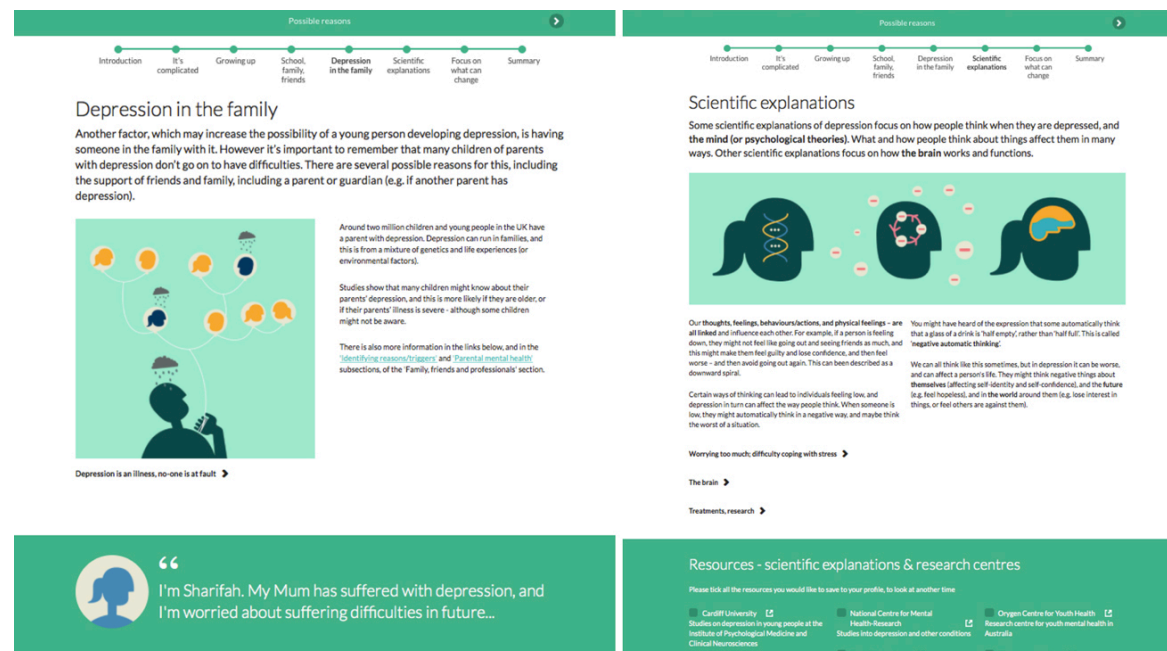 Possible reasons
Introduction
It's
complicated
Growing up
School,
family,
friends
Depression
in the family
Scientific
explanations
Focus on
what can
change
Summary
Depression in the family
Another factor, which may increase the possibility of a young person developing depression, is having
someone in the family with it. However it's important to remember that many children of parents
with depression don't go on to have difficulties. There are several possible reasons for this, including
the support of friends and family, including a parent or guardian (e.g. if another parent has
depression).
Around two million children and young people in the UK have
a parent with depression. Depression can run in families, and
this is from a mixture of genetics and life experiences (or
environmental factors).
Studies show that many children might know about their
parents' depression, and this is more likely if they are older, or
if their parents' illness is severe - although some children
might not be aware.
There is also more information in the links below, and in the
'Identifying reasons/triggers' and 'Parental mental health'
subsections, of the 'Family, friends and professionals' section.
Depression is an illness, no-one is at fault
“
I'm Sharifah. My Mum has suffered with depression, and
I'm worried about suffering difficulties in future...
Possible reasons
Introduction
It's
complicated
Growing up
School,
family,
friends
Depression
in the family
Scientific
explanations
Focus on
what can
change
Summary
Scientific explanations
Some scientific explanations of depression focus on how people think when they are depressed, and
the mind (or psychological theories). What and how people think about things affect them in many
ways. Other scientific explanations focus on how the brain works and functions.
Our thoughts, feelings, behaviours/actions, and physical feelings – are
all linked and influence each other. For example, if a person is feeling
down, they might not feel like going out and seeing friends as much, and
this might make them feel guilty and lose confidence, and then feel
worse – and then avoid going out again. This can been described as a
downward spiral.
Certain ways of thinking can lead to individuals feeling low, and
depression in turn can affect the way people think. When someone is
low, they might automatically think in a negative way, and maybe think
the worst of a situation.
You might have heard of the expression that some automatically think
that a glass of a drink is 'half empty', rather than 'half full'. This is called
'negative automatic thinking'.
We can all think like this sometimes, but in depression it can be worse,
and can affect a person's life. They might think negative things about
themselves (affecting self-identity and self-confidence), and the future
(e.g. feel hopeless), and in the world around them (e.g. lose interest in
things, or feel others are against them).
Worrying too much; difficulty coping with stress
The brain
Treatments, research
Resources - scientific explanations & research centres
Please tick all the resources you would like to save to your profile, to look at another time
Cardiff University
Studies on depression in young people at the
Institute of Psychological Medicine and
Clinical Neurosciences
National Centre for Mental
Health-Research
Studies into depression and other conditions
Orygen Centre for Youth Health
Research centre for youth mental health in
Australia